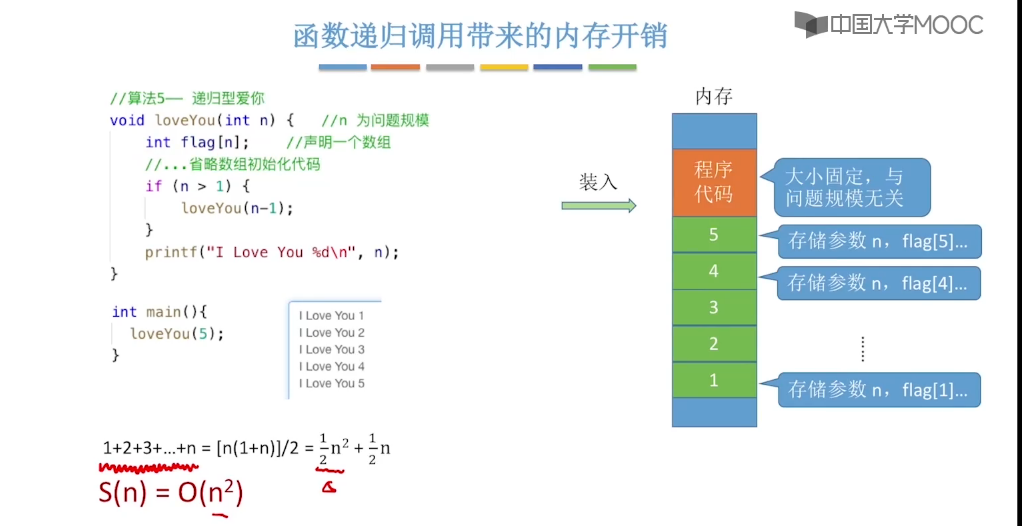 中国大学MOOC
函数递归调用带来的内存开销
//算法5—— 递归型爱你
void loveYou(int n) { //n 为问题规模
int flag[n]; //声明一个数组
//...省略数组初始化代码
if (n > 1) {
loveYou(n-1);
}
printf("I Love You %d\n", n);
}
int main(){
loveYou(5);
}
I Love You 1
I Love You 2
I Love You 3
I Love You 4
I Love You 5
装入
内存
程序
代码
大小固定，与
问题规模无关
5
存储参数 n，flag[5]...
4
存储参数 n，flag[4]...
3
2
1
存储参数 n，flag[1]...
1+2+3+...+n = [n(1+n)]/2 = 1/2 n² + 1/2 n
S(n) = O(n²)